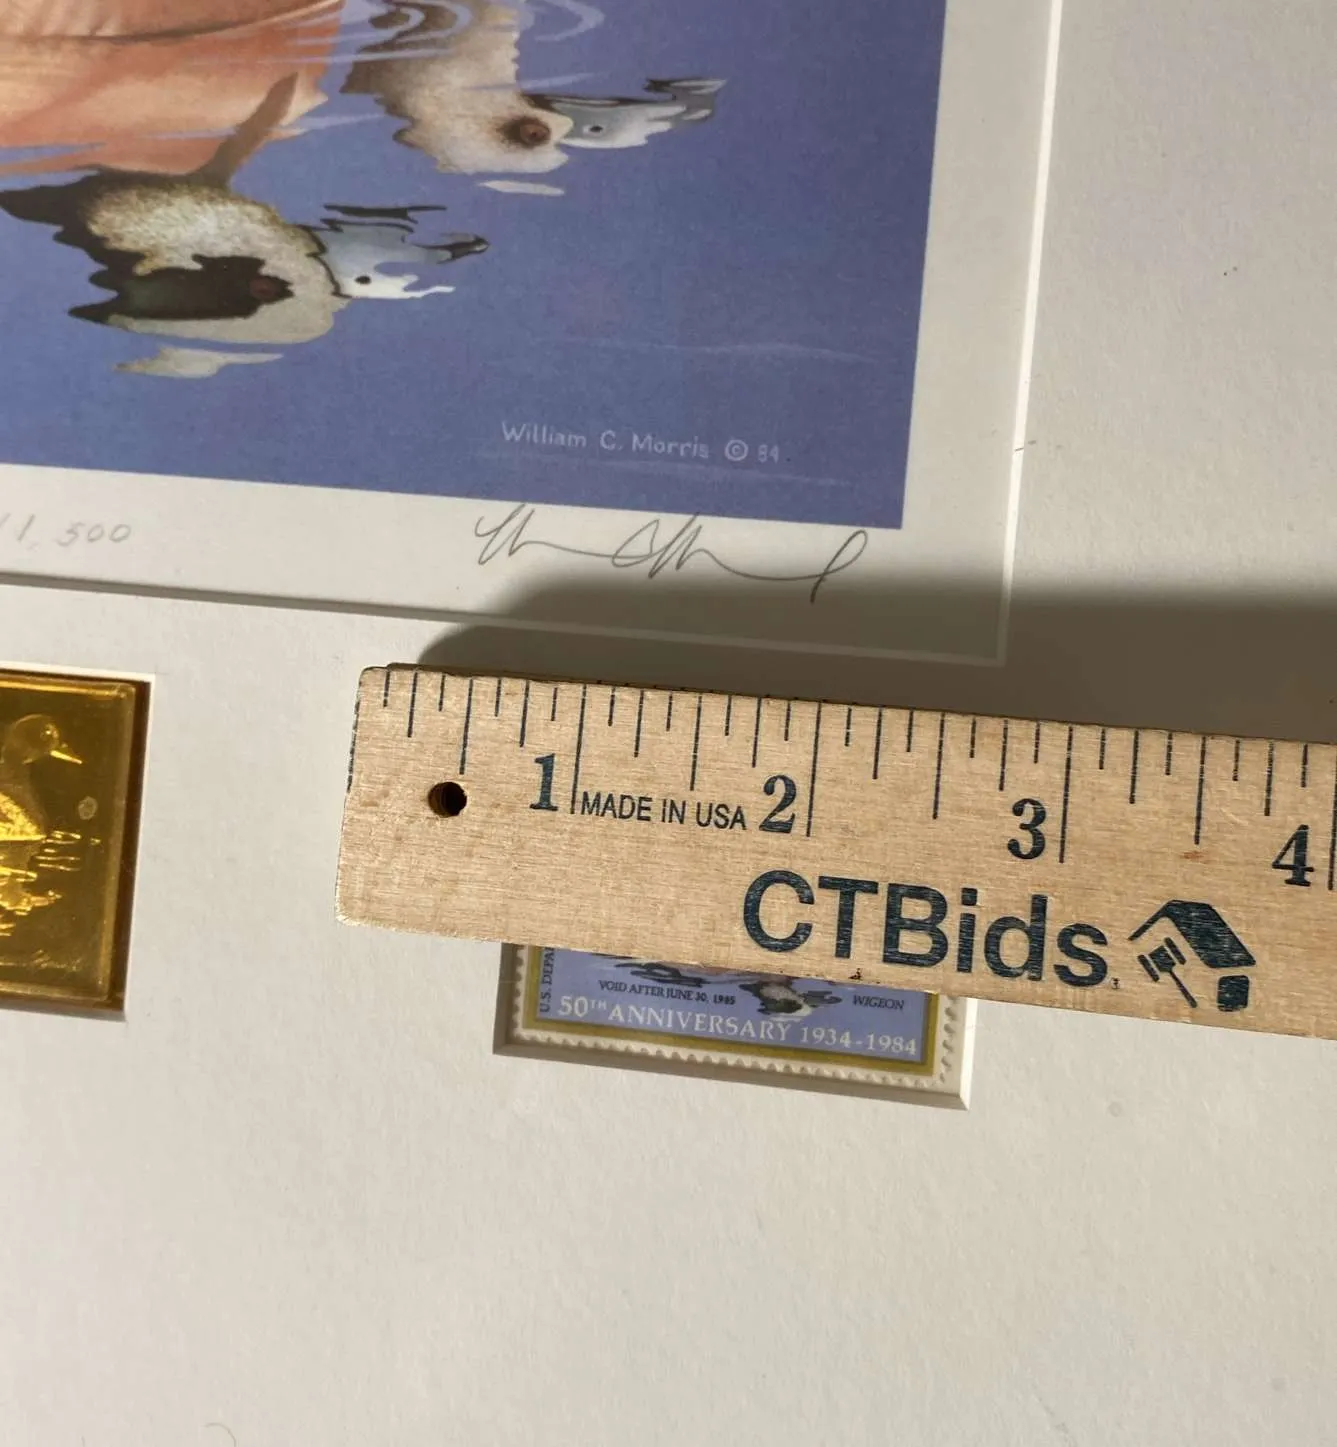 William C. Morris © 84
1,500
1 2 3 4
MADE IN USA
CTBids
U.S. DEPA
VOID AFTER JUNE 30, 1985
WIGEON
50TH ANNIVERSARY 1934-1984